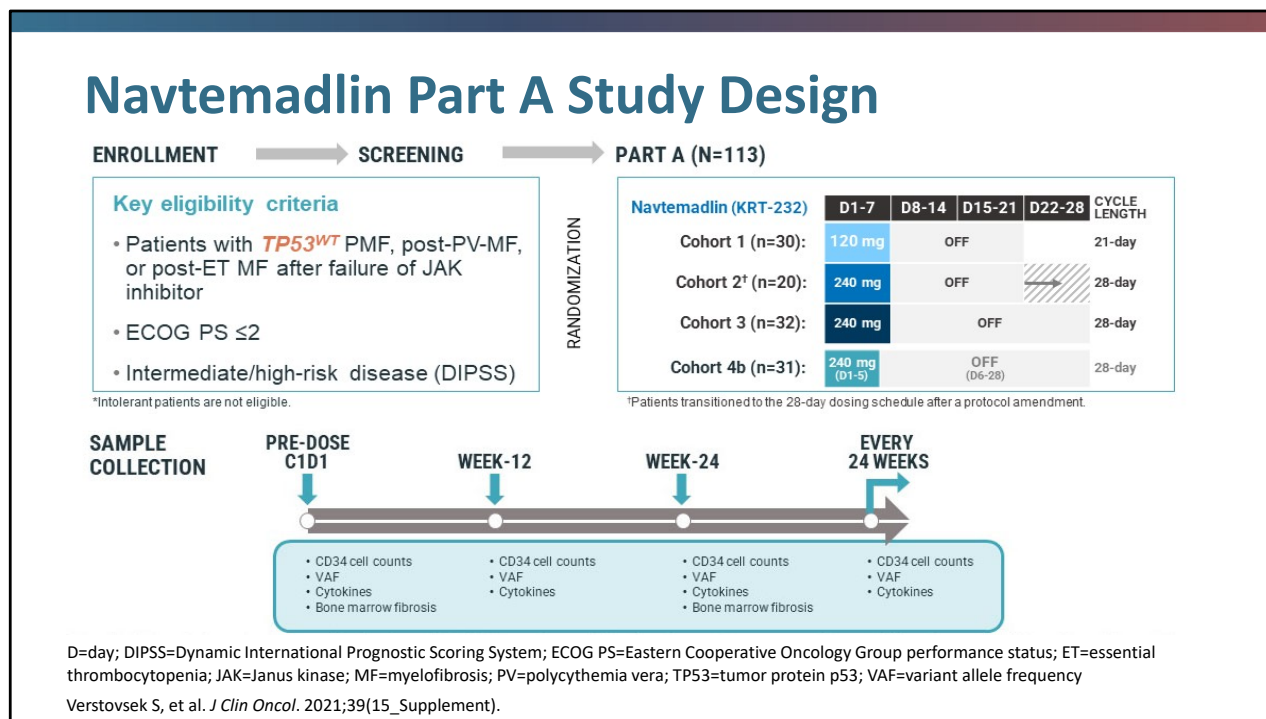 Navtemadlin Part A Study Design
ENROLLMENT SCREENING PART A (N=113)
Key eligibility criteria
• Patients with TP53ᵂᵀ PMF, post-PV-MF,
or post-ET MF after failure of JAK
inhibitor
• ECOG PS ≤2
• Intermediate/high-risk disease (DIPSS)
*Intolerant patients are not eligible.
RANDOMIZATION
Navtemadlin (KRT-232) D1-7 D8-14 D15-21 D22-28 CYCLE
LENGTH
Cohort 1 (n=30): 120 mg OFF 21-day
Cohort 2† (n=20): 240 mg OFF 28-day
Cohort 3 (n=32): 240 mg OFF 28-day
Cohort 4b (n=31): 240 mg OFF 28-day
(D1-5) (D6-28)
†Patients transitioned to the 28-day dosing schedule after a protocol amendment.
SAMPLE
COLLECTION
PRE-DOSE
C1D1
WEEK-12
WEEK-24
EVERY
24 WEEKS
• CD34 cell counts
• VAF
• Cytokines
• Bone marrow fibrosis
• CD34 cell counts
• VAF
• Cytokines
• CD34 cell counts
• VAF
• Cytokines
• Bone marrow fibrosis
• CD34 cell counts
• VAF
• Cytokines
D=day; DIPSS=Dynamic International Prognostic Scoring System; ECOG PS=Eastern Cooperative Oncology Group performance status; ET=essential
thrombocytopenia; JAK=Janus kinase; MF=myelofibrosis; PV=polycythemia vera; TP53=tumor protein p53; VAF=variant allele frequency
Verstovsek S, et al. J Clin Oncol. 2021;39(15_Supplement).